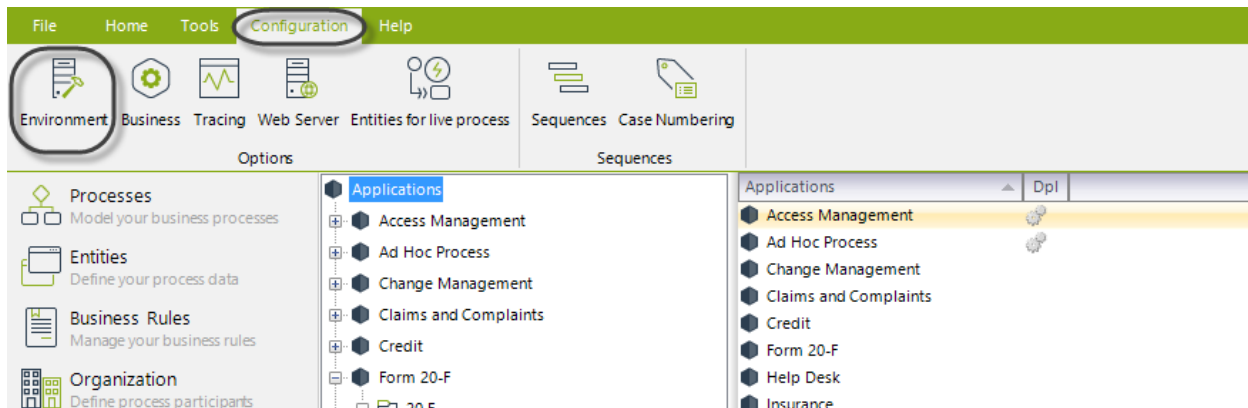 File Home Tools Configuration Help
Environment Business Tracing Web Server Entities for live process Sequences Case Numbering
Options Sequences
Processes
Model your business processes
Entities
Define your process data
Business Rules
Manage your business rules
Organization
Define process participants
Applications
Access Management
Ad Hoc Process
Change Management
Claims and Complaints
Credit
Form 20-F
20 F
Applications Dpl
Access Management
Ad Hoc Process
Change Management
Claims and Complaints
Credit
Form 20-F
Help Desk
Insurance